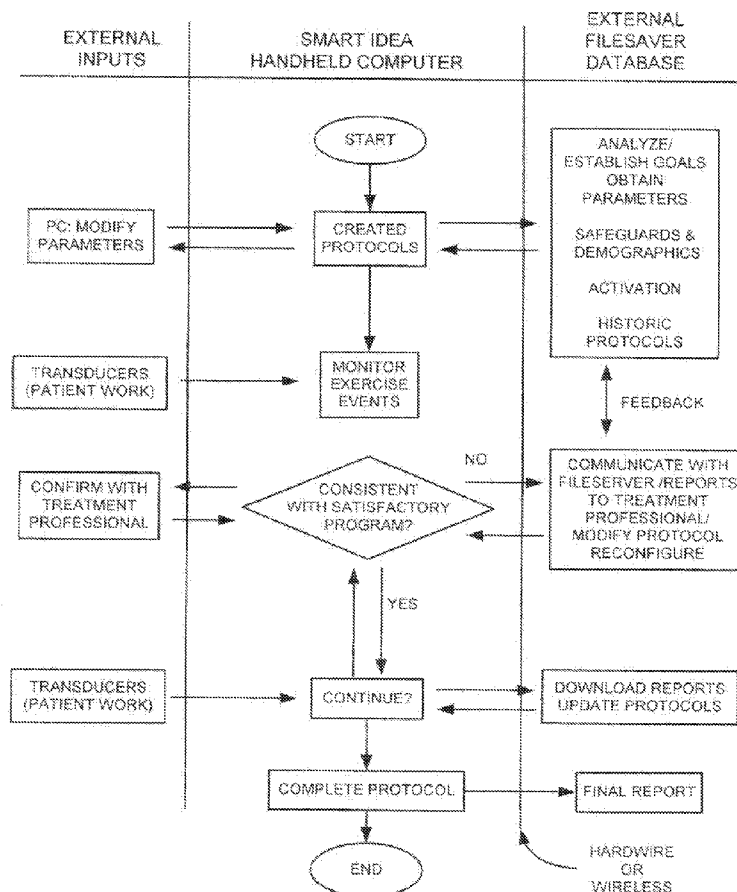 EXTERNAL
INPUTS
SMART IDEA
HANDHELD COMPUTER
EXTERNAL
FILESAVER
DATABASE
START
PC: MODIFY
PARAMETERS
CREATED
PROTOCOLS
ANALYZE/
ESTABLISH GOALS
OBTAIN
PARAMETERS
SAFEGUARDS &
DEMOGRAPHICS
ACTIVATION
HISTORIC
PROTOCOLS
TRANSDUCERS
(PATIENT WORK)
MONITOR
EXERCISE
EVENTS
FEEDBACK
CONFIRM WITH
TREATMENT
PROFESSIONAL
CONSISTENT
WITH SATISFACTORY
PROGRAM?
NO
COMMUNICATE WITH
FILESERVER /REPORTS
TO TREATMENT
PROFESSIONAL/
MODIFY PROTOCOL
RECONFIGURE
YES
TRANSDUCERS
(PATIENT WORK)
CONTINUE?
DOWNLOAD REPORTS
UPDATE PROTOCOLS
COMPLETE PROTOCOL
FINAL REPORT
END
HARDWIRE
OR
WIRELESS